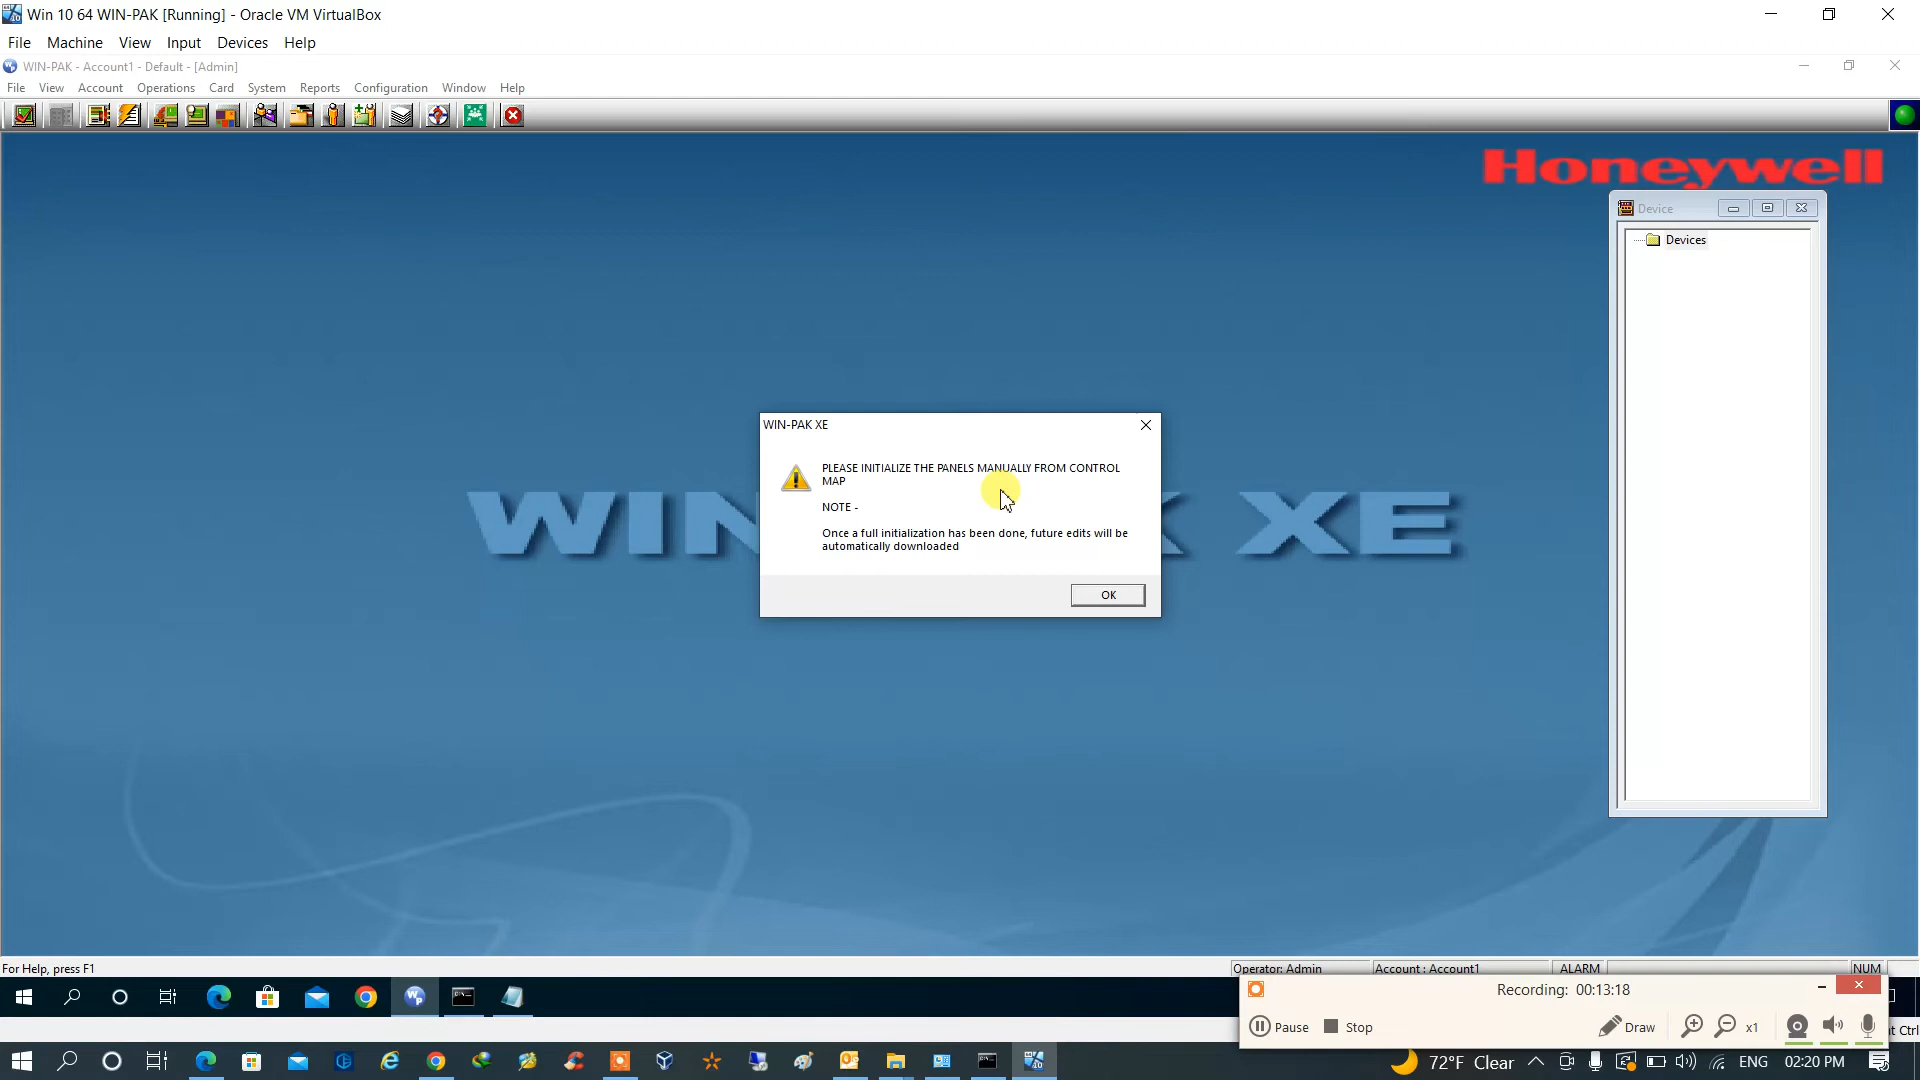 Win 10 64 WIN-PAK [Running] - Oracle VM VirtualBox
File Machine View Input Devices Help
WIN-PAK - Account1 - Default - [Admin]
File View Account Operations Card System Reports Configuration Window Help
Honeywell
Device
Devices
WIN-PAK XE
PLEASE INITIALIZE THE PANELS MANUALLY FROM CONTROL
MAP
NOTE -
Once a full initialization has been done, future edits will be
automatically downloaded
OK
XE
For Help, press F1
Operator: Admin Account : Account1 ALARM NUM
Recording: 00:13:18
Pause Stop Draw x1
Ctrl
72°F Clear ENG 02:20 PM